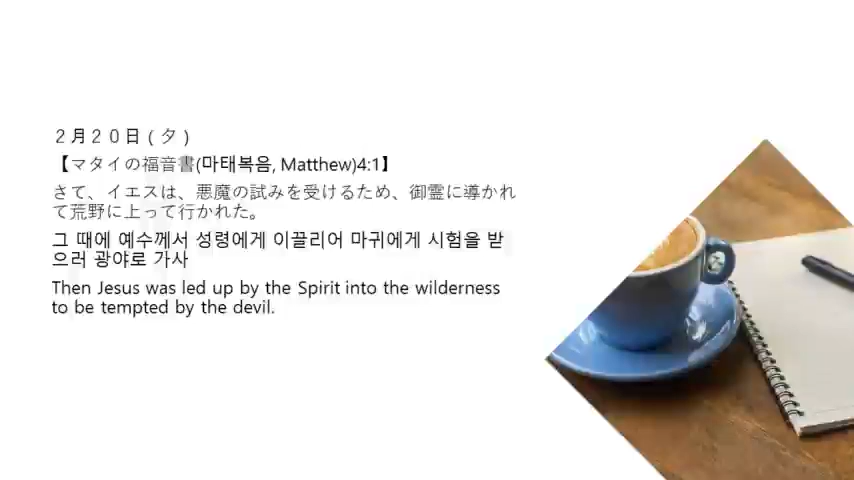 ２月２０日（夕）
【マタイの福音書(마태복음, Matthew)4:1】
さて、イエスは、悪魔の試みを受けるため、御霊に導かれ
て荒野に上って行かれた。
그 때에 예수께서 성령에게 이끌리어 마귀에게 시험을 받
으러 광야로 가사
Then Jesus was led up by the Spirit into the wilderness
to be tempted by the devil.